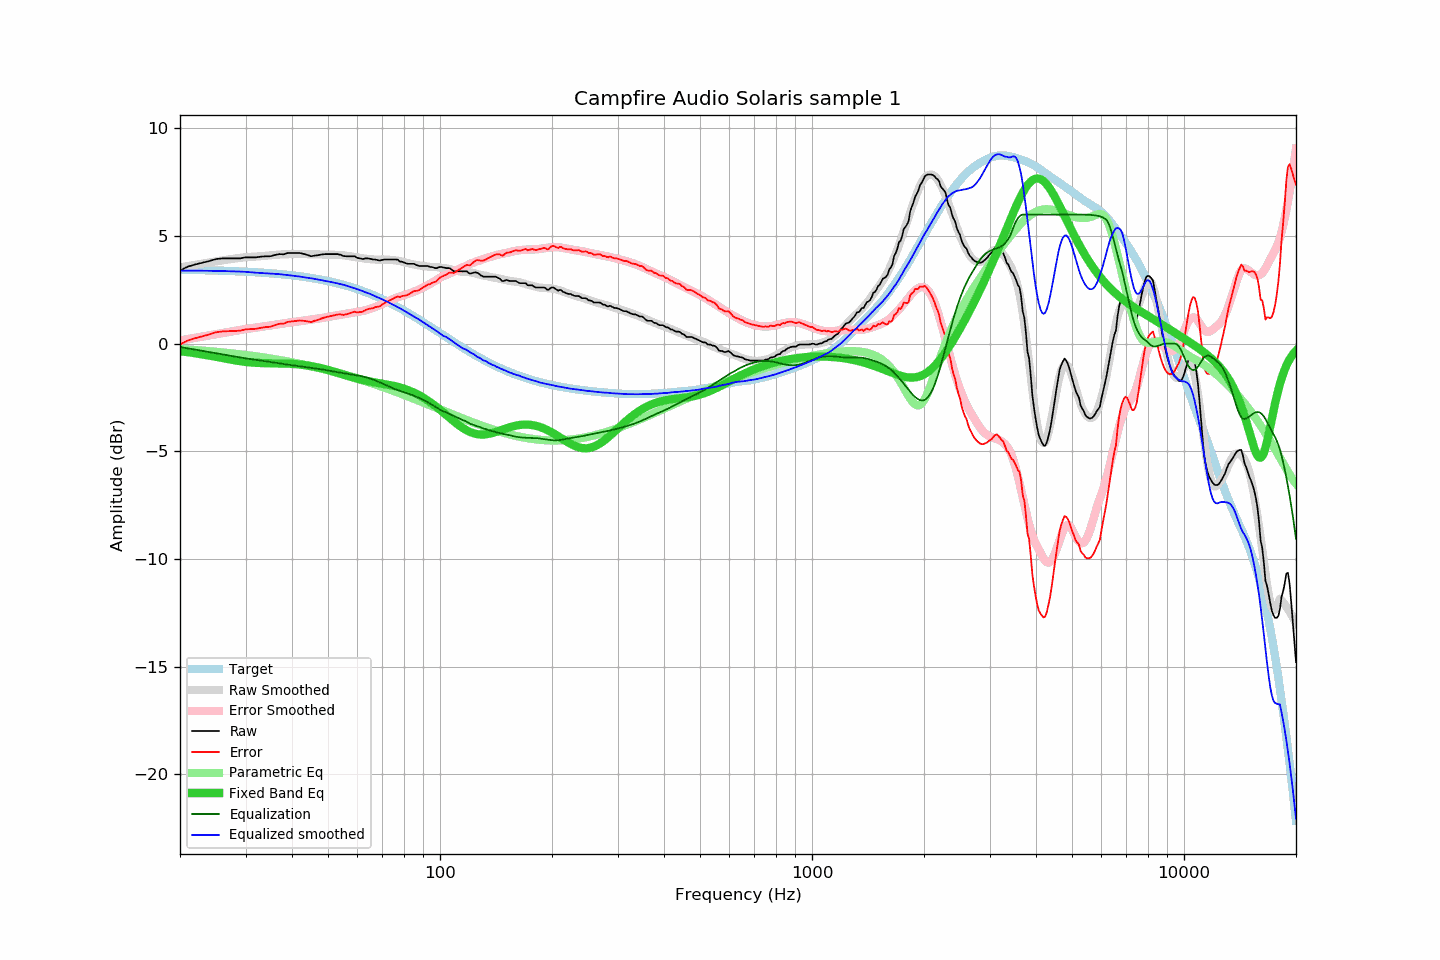 Campfire Audio Solaris sample 1
10
5
0
−5
−10
−15
−20
Amplitude (dBr)
Target
Raw Smoothed
Error Smoothed
Raw
Error
Parametric Eq
Fixed Band Eq
Equalization
Equalized smoothed
100
1000
10000
Frequency (Hz)